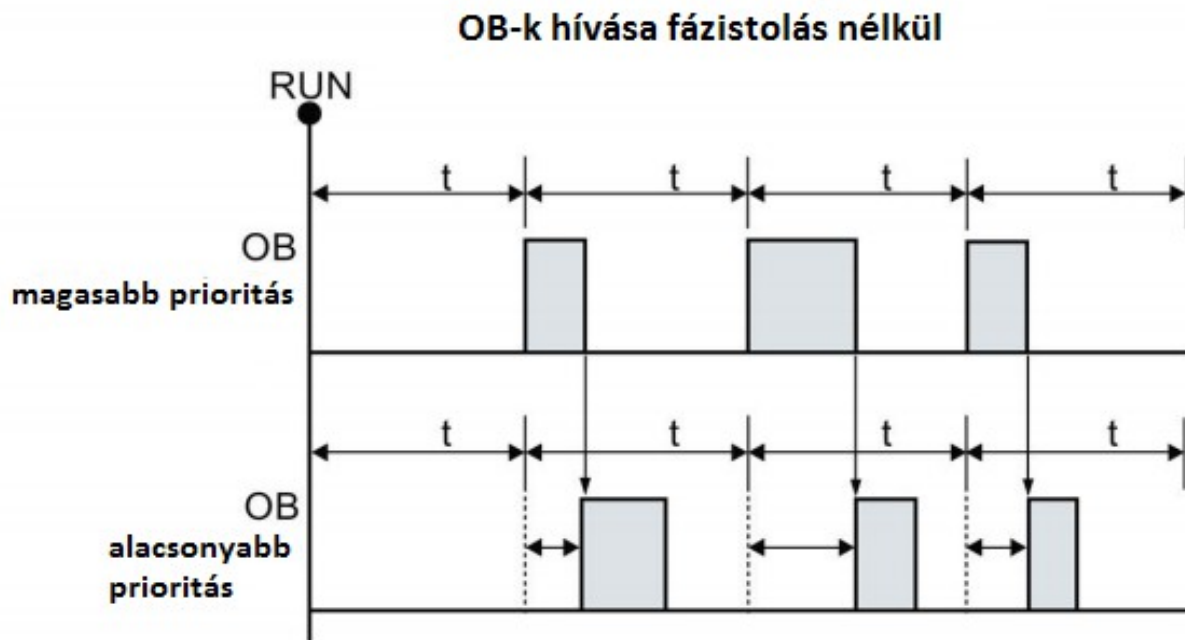 OB-k hívása fázistolás nélkül
RUN
t t t t
OB
magasabb prioritás
t t t t
OB
alacsonyabb
prioritás